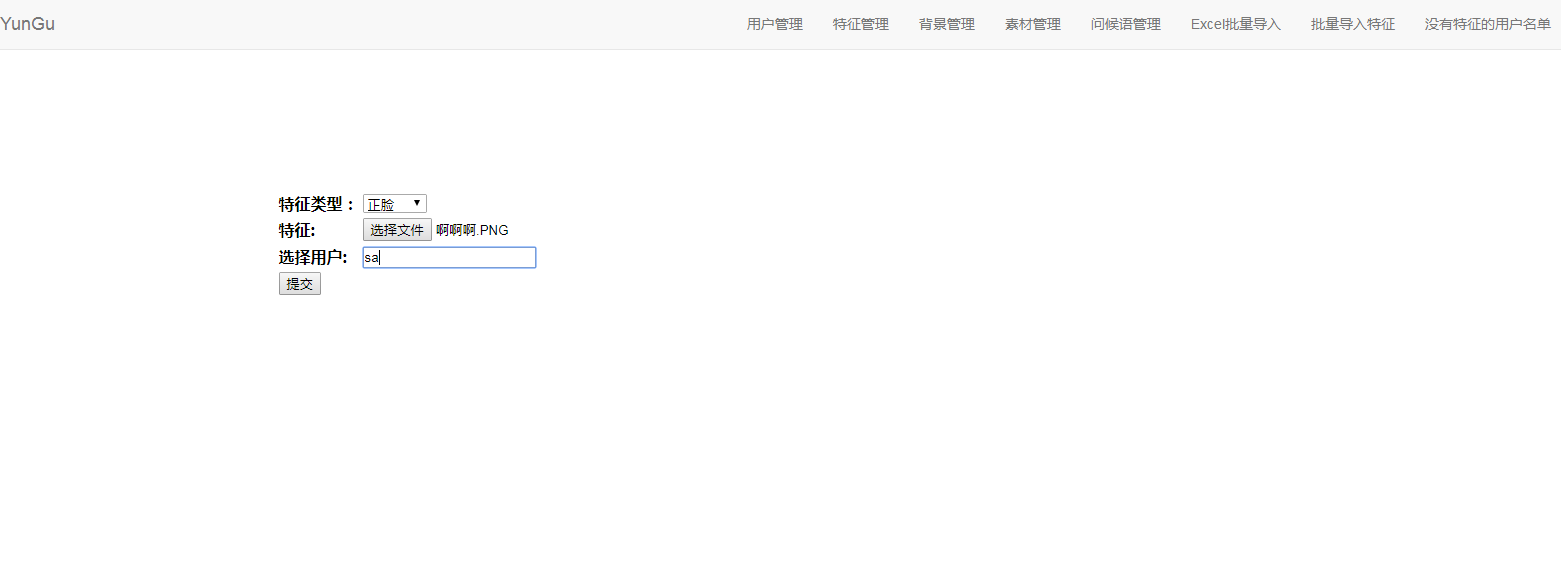 YunGu 用户管理 特征管理 背景管理 素材管理 问候语管理 Excel批量导入 批量导入特征 没有特征的用户名单
特征类型： 正脸
特征: 选择文件 啊啊啊.PNG
选择用户: sa
提交